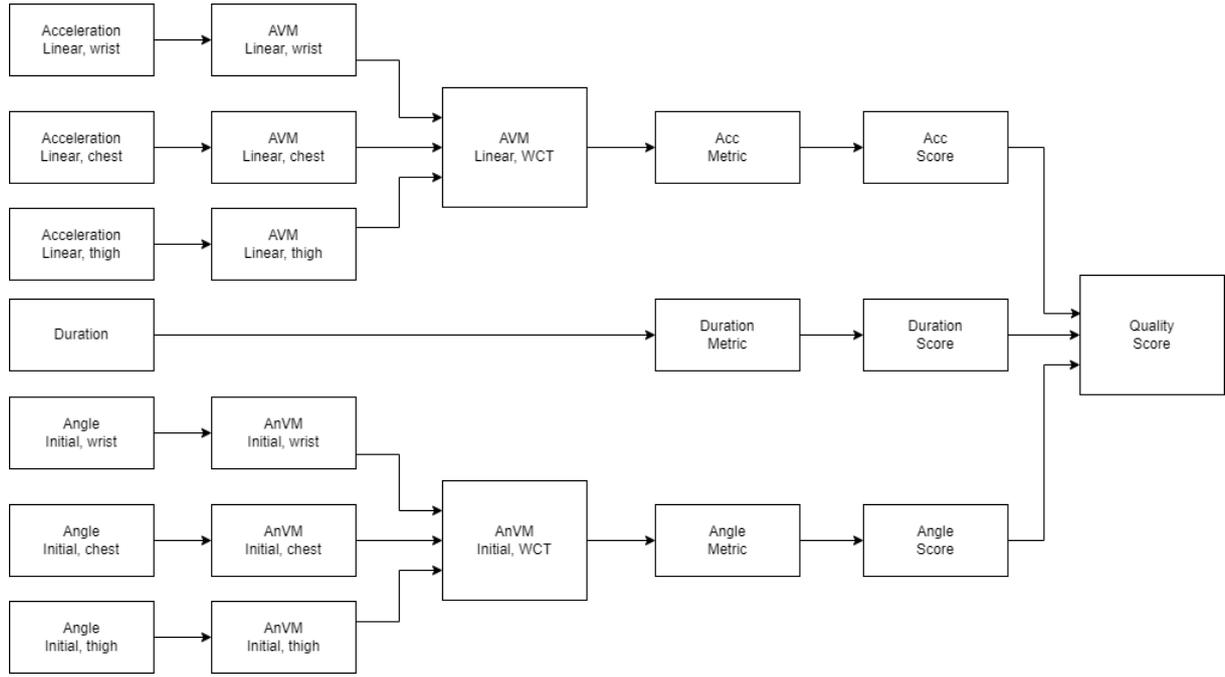 Acceleration
Linear, wrist
AVM
Linear, wrist
Acceleration
Linear, chest
AVM
Linear, chest
AVM
Linear, WCT
Acc
Metric
Acc
Score
Acceleration
Linear, thigh
AVM
Linear, thigh
Duration
Duration
Metric
Duration
Score
Quality
Score
Angle
Initial, wrist
AnVM
Initial, wrist
Angle
Initial, chest
AnVM
Initial, chest
AnVM
Initial, WCT
Angle
Metric
Angle
Score
Angle
Initial, thigh
AnVM
Initial, thigh